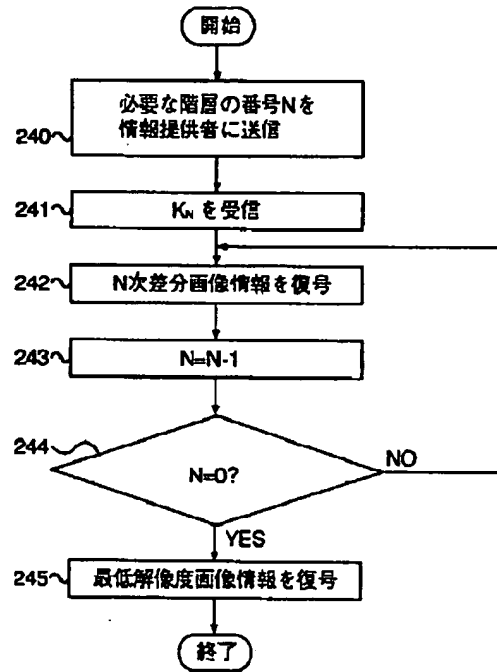 開始
必要な階層の番号Nを
情報提供者に送信
240
241
KN を受信
242
N次差分画像情報を復号
243
N=N-1
244
N=0?
NO
YES
245
最低解像度画像情報を復号
終了